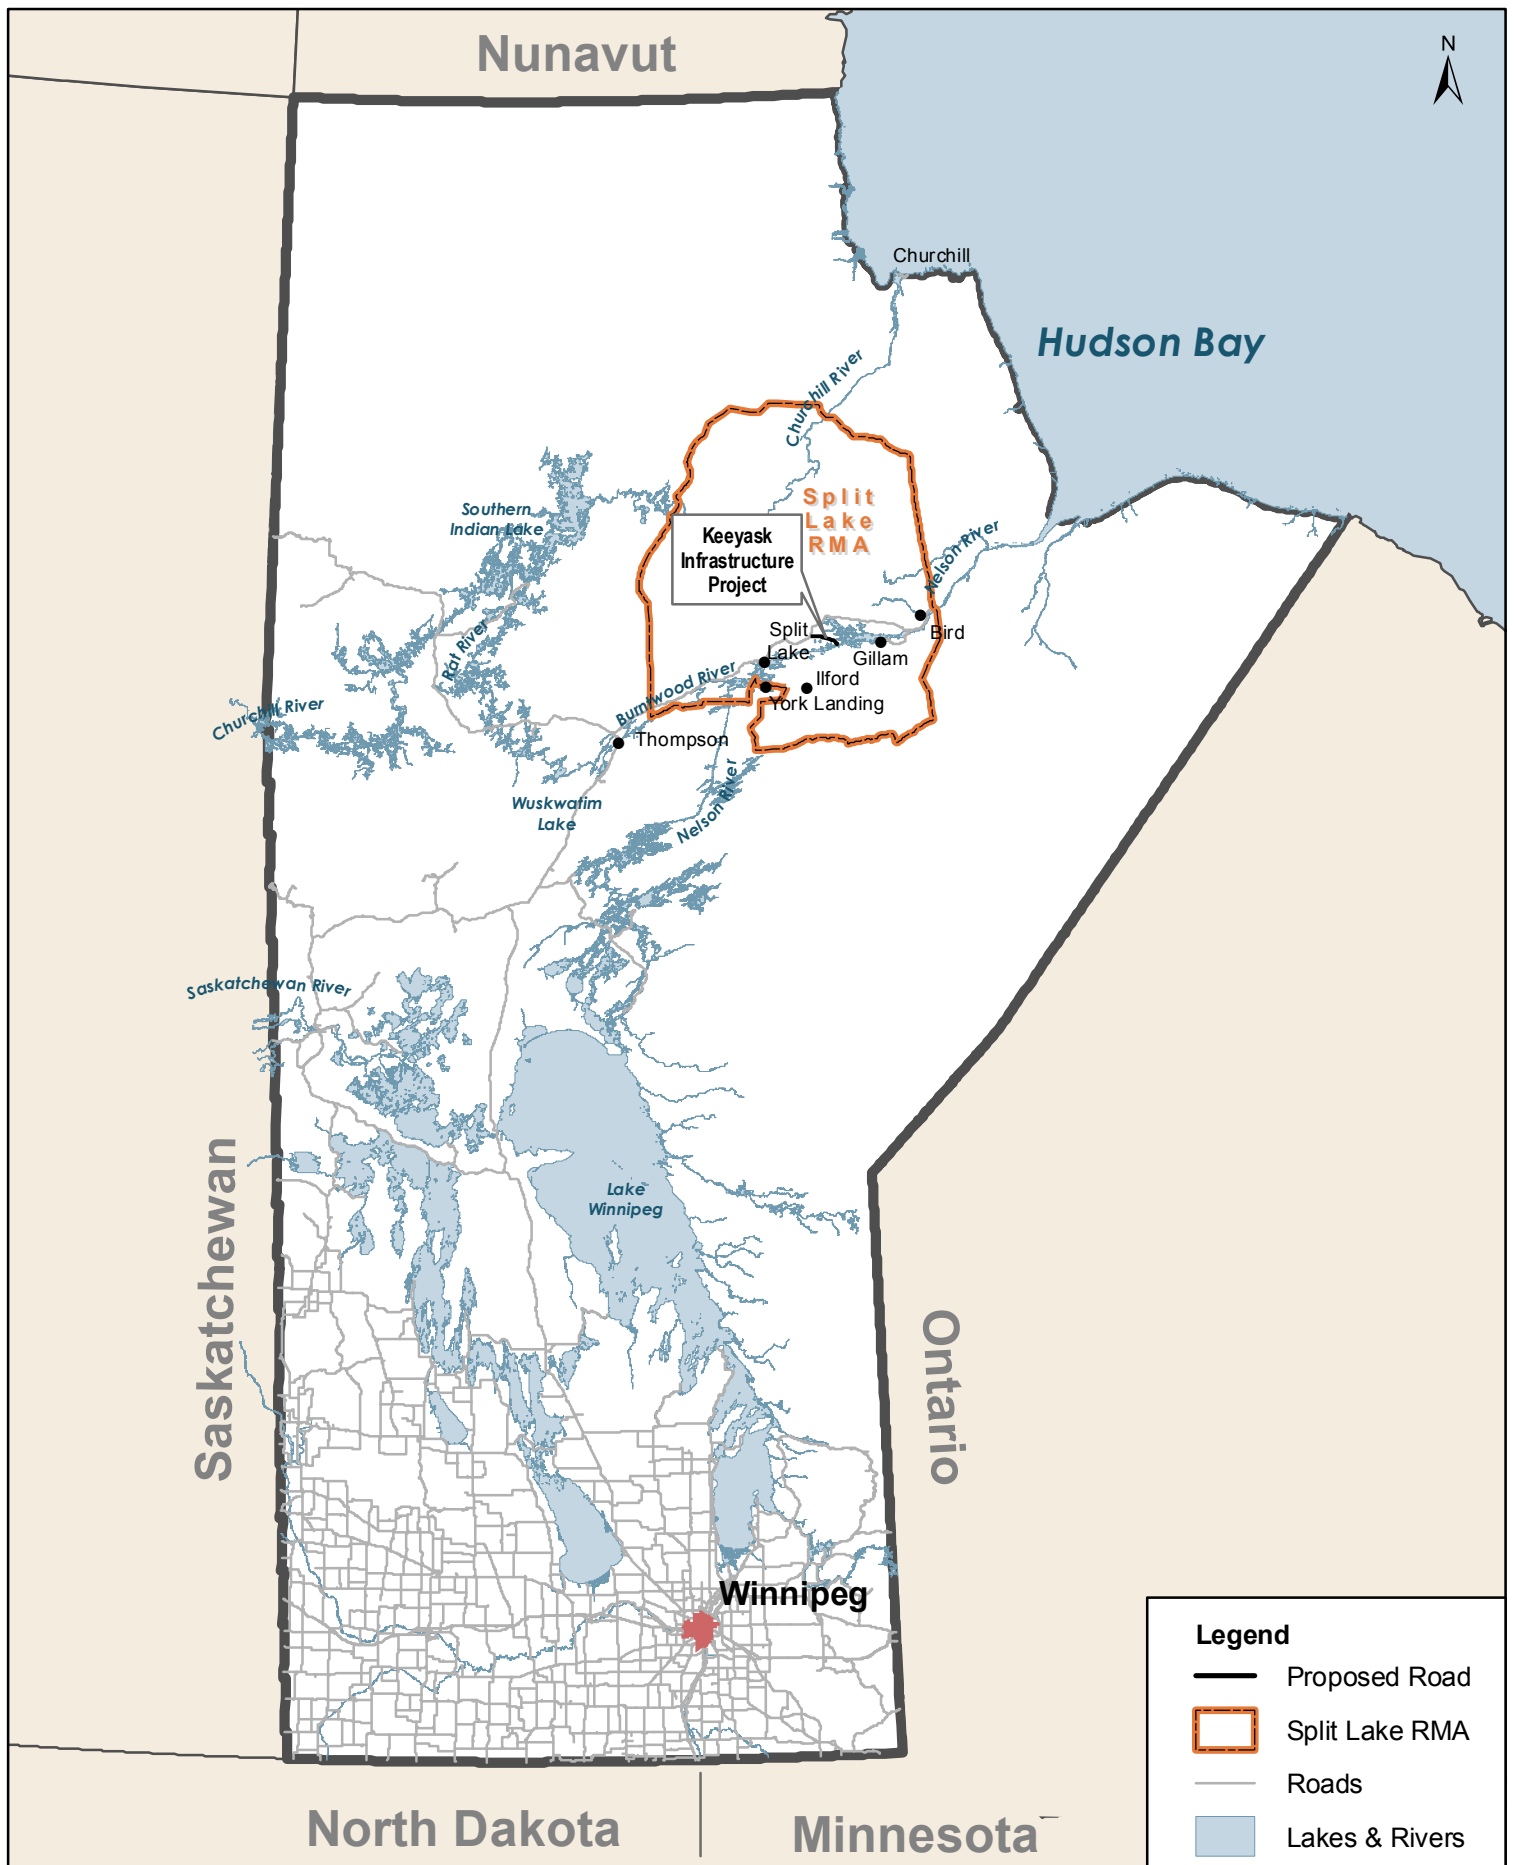 Nunavut
N
Churchill
Hudson Bay
Churchill River
Southern
Indian Lake
Split
Lake
RMA
Keeyask
Infrastructure
Project
Nelson River
Rat River
Split
Lake
Bird
Gillam
Ilford
York Landing
Burntwood River
Churchill River
Thompson
Nelson River
Wuskwatim
Lake
Saskatchewan River
Lake
Winnipeg
Saskatchewan
Ontario
Winnipeg
North Dakota
Minnesota
Legend
Proposed Road
Split Lake RMA
Roads
Lakes & Rivers